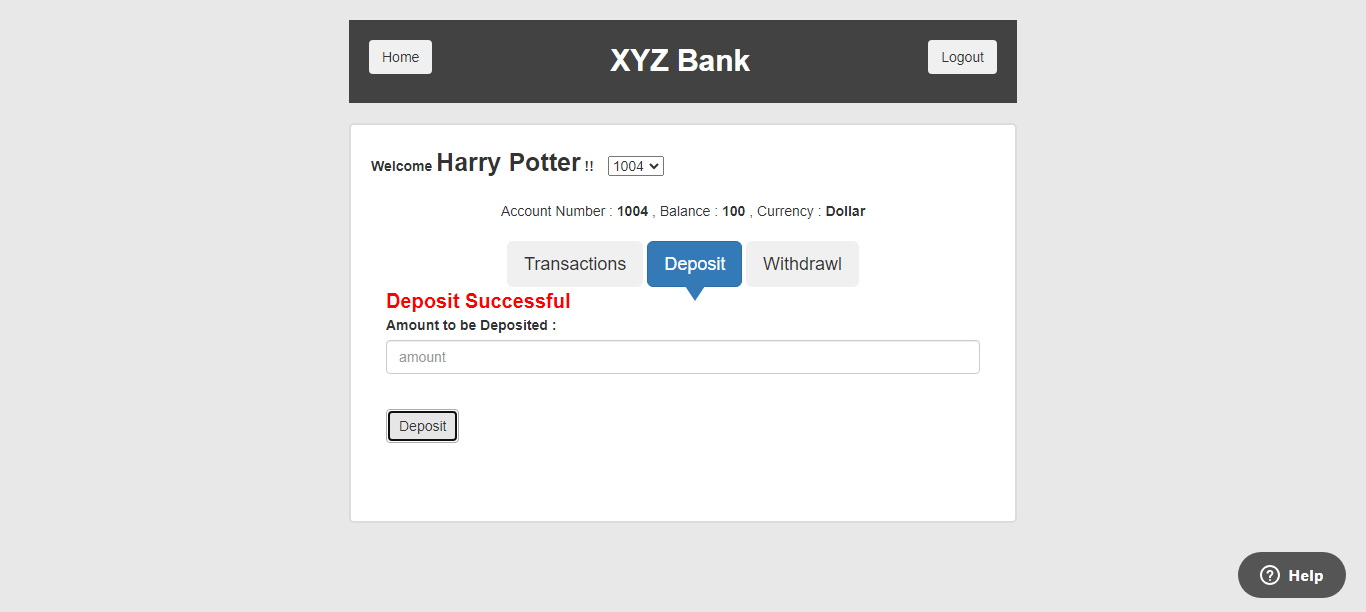 Home XYZ Bank Logout
Welcome Harry Potter !! 1004
Account Number : 1004 , Balance : 100 , Currency : Dollar
Transactions Deposit Withdrawl
Deposit Successful
Amount to be Deposited :
amount
Deposit
Help